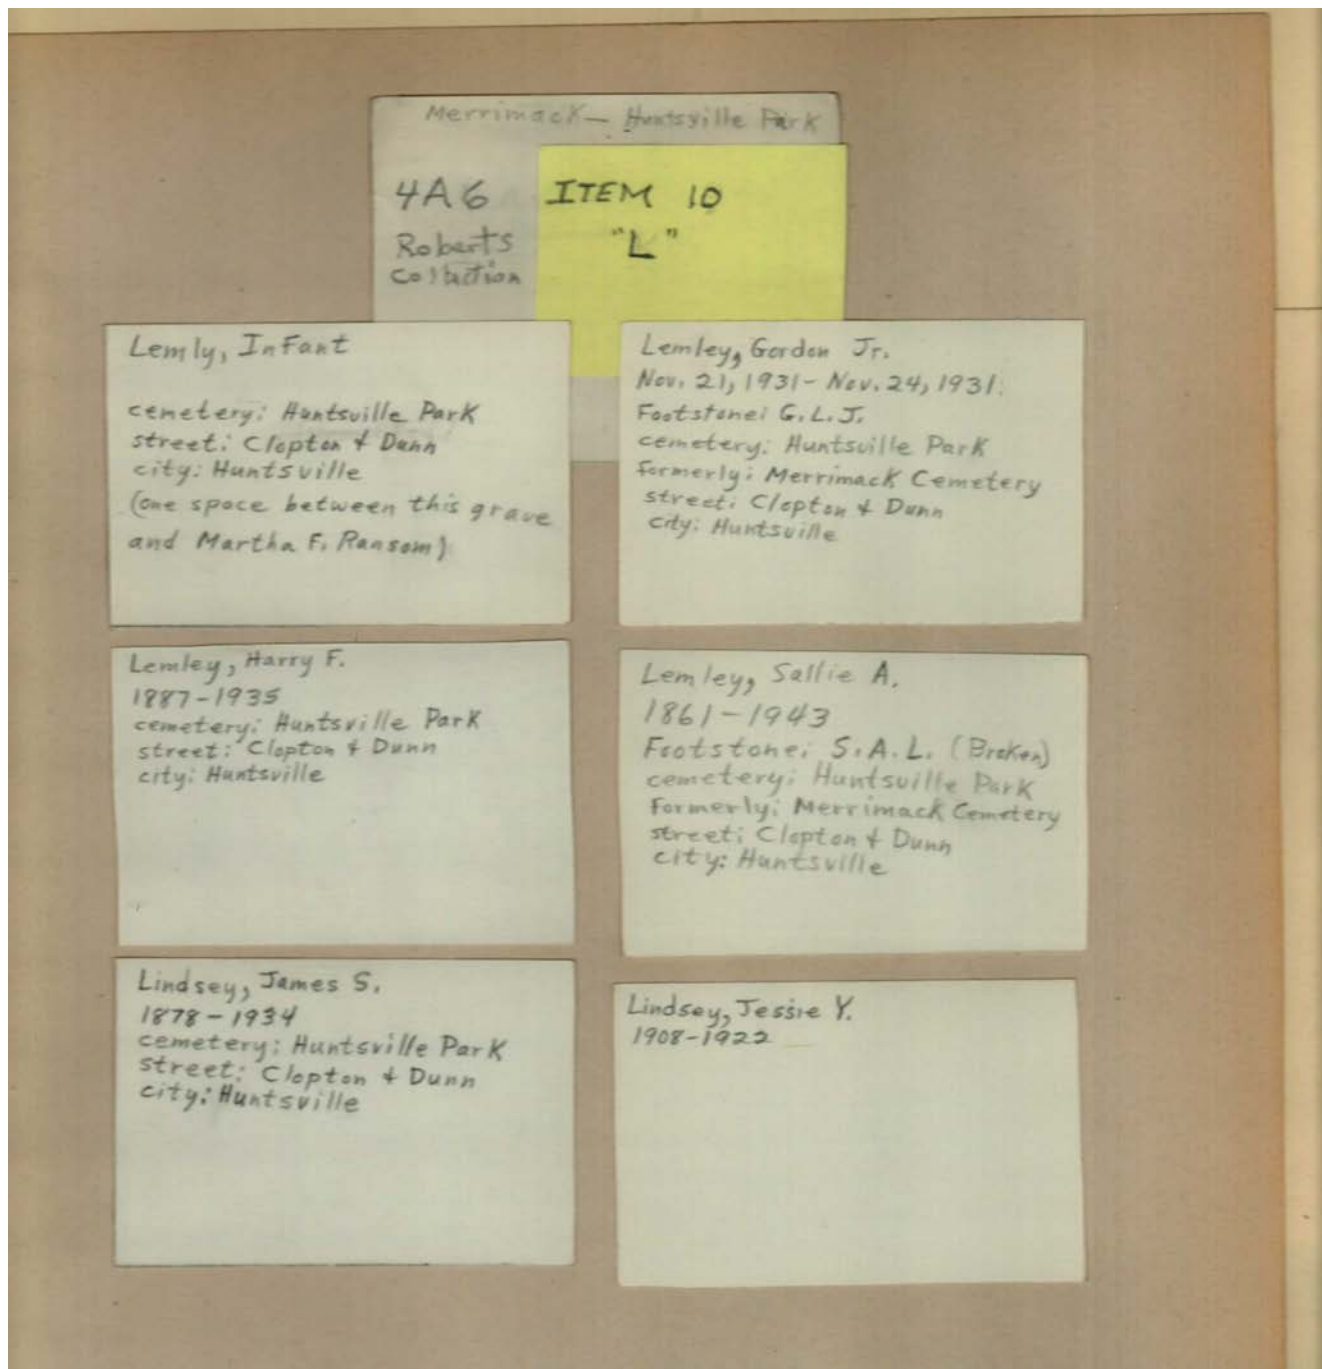 Merrimack — Huntsville Park
4A6
Roberts
Collection
ITEM 10
"L"
Lemly, Infant
cemetery: Huntsville Park
street: Clopton & Dunn
city: Huntsville
(one space between this grave
and Martha F. Ransom)
Lemley, Gordon Jr.
Nov. 21, 1931 - Nov. 24, 1931.
Footstone: G. L. J.
cemetery: Huntsville Park
formerly: Merrimack Cemetery
street: Clopton & Dunn
city: Huntsville
Lemley, Harry F.
1887-1935
cemetery: Huntsville Park
street: Clopton & Dunn
city: Huntsville
Lemley, Sallie A.
1861-1943
Footstone: S. A. L. (Broken)
cemetery: Huntsville Park
Formerly: Merrimack Cemetery
street: Clopton & Dunn
city: Huntsville
Lindsey, James S.
1878-1934
cemetery: Huntsville Park
street: Clopton & Dunn
city: Huntsville
Lindsey, Jessie Y.
1908-1922